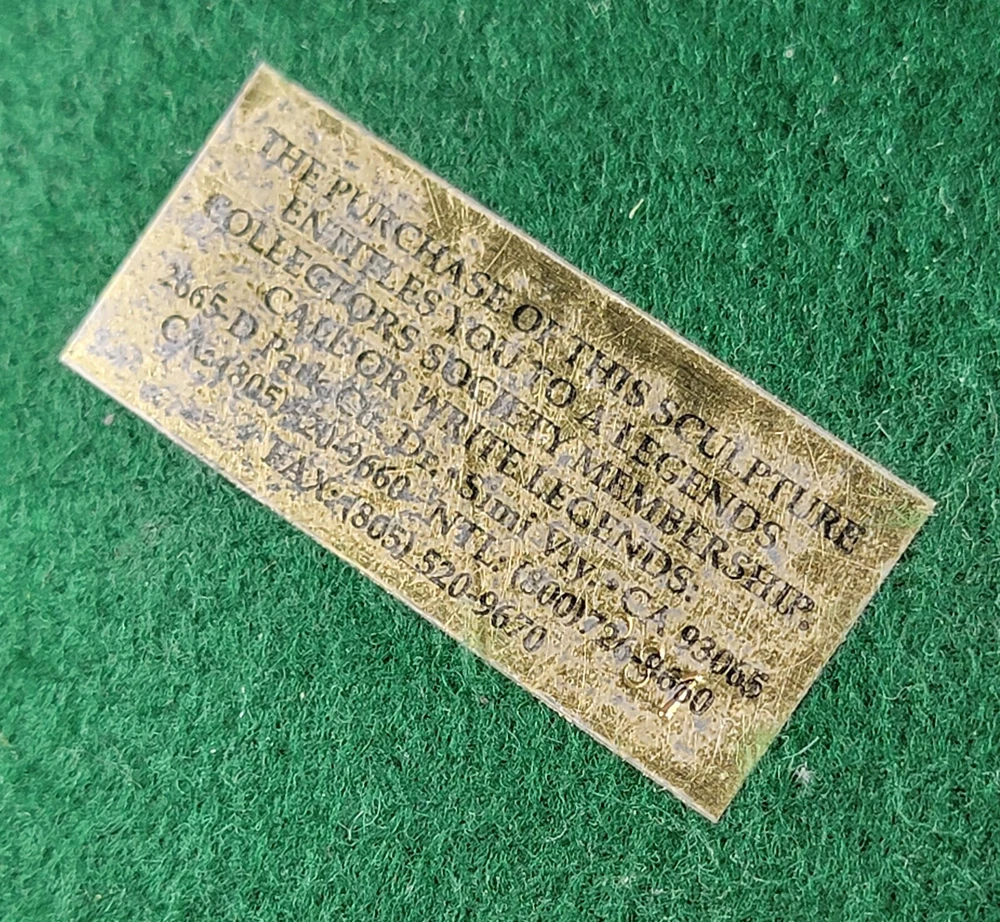 THE PURCHASE OF THIS SCULPTURE
ENTITLES YOU TO A LEGENDS
COLLECTORS SOCIETY MEMBERSHIP.
CALL OR WRITE LEGENDS:
2665-D Park Ctr. Dr. • Simi Vly. • CA 93065
CA: (805) 520-9660 NTL: (800) 726-9660
FAX: (805) 520-9670